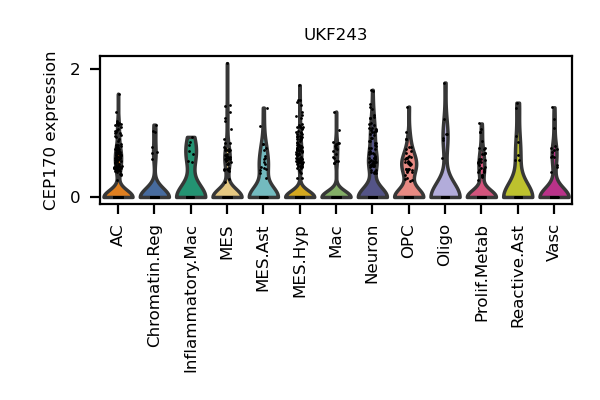 UKF243
CEP170 expression
2
0
AC
Chromatin.Reg
Inflammatory.Mac
MES
MES.Ast
MES.Hyp
Mac
Neuron
OPC
Oligo
Prolif.Metab
Reactive.Ast
Vasc